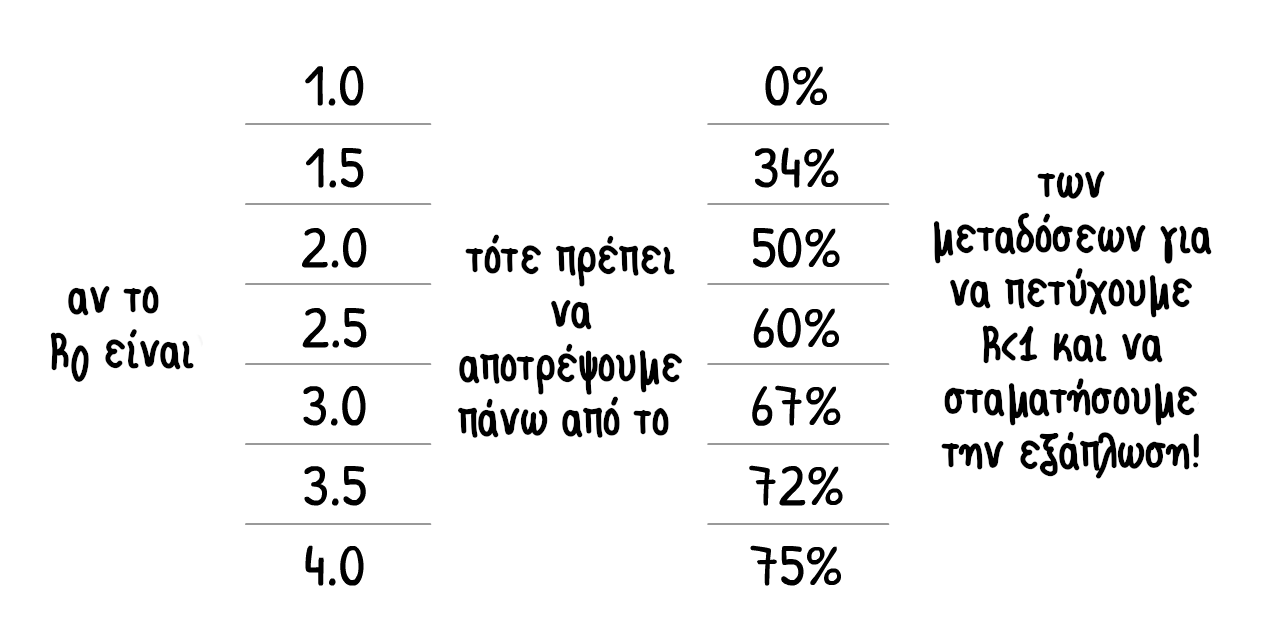 αν το
R0 είναι
1.0
1.5
2.0
2.5
3.0
3.5
4.0
τότε πρέπει
να
αποτρέψουμε
πάνω από το
0%
34%
50%
60%
67%
72%
75%
των
μεταδόσεων για
να πετύχουμε
R<1 και να
σταματήσουμε
την εξάπλωση!